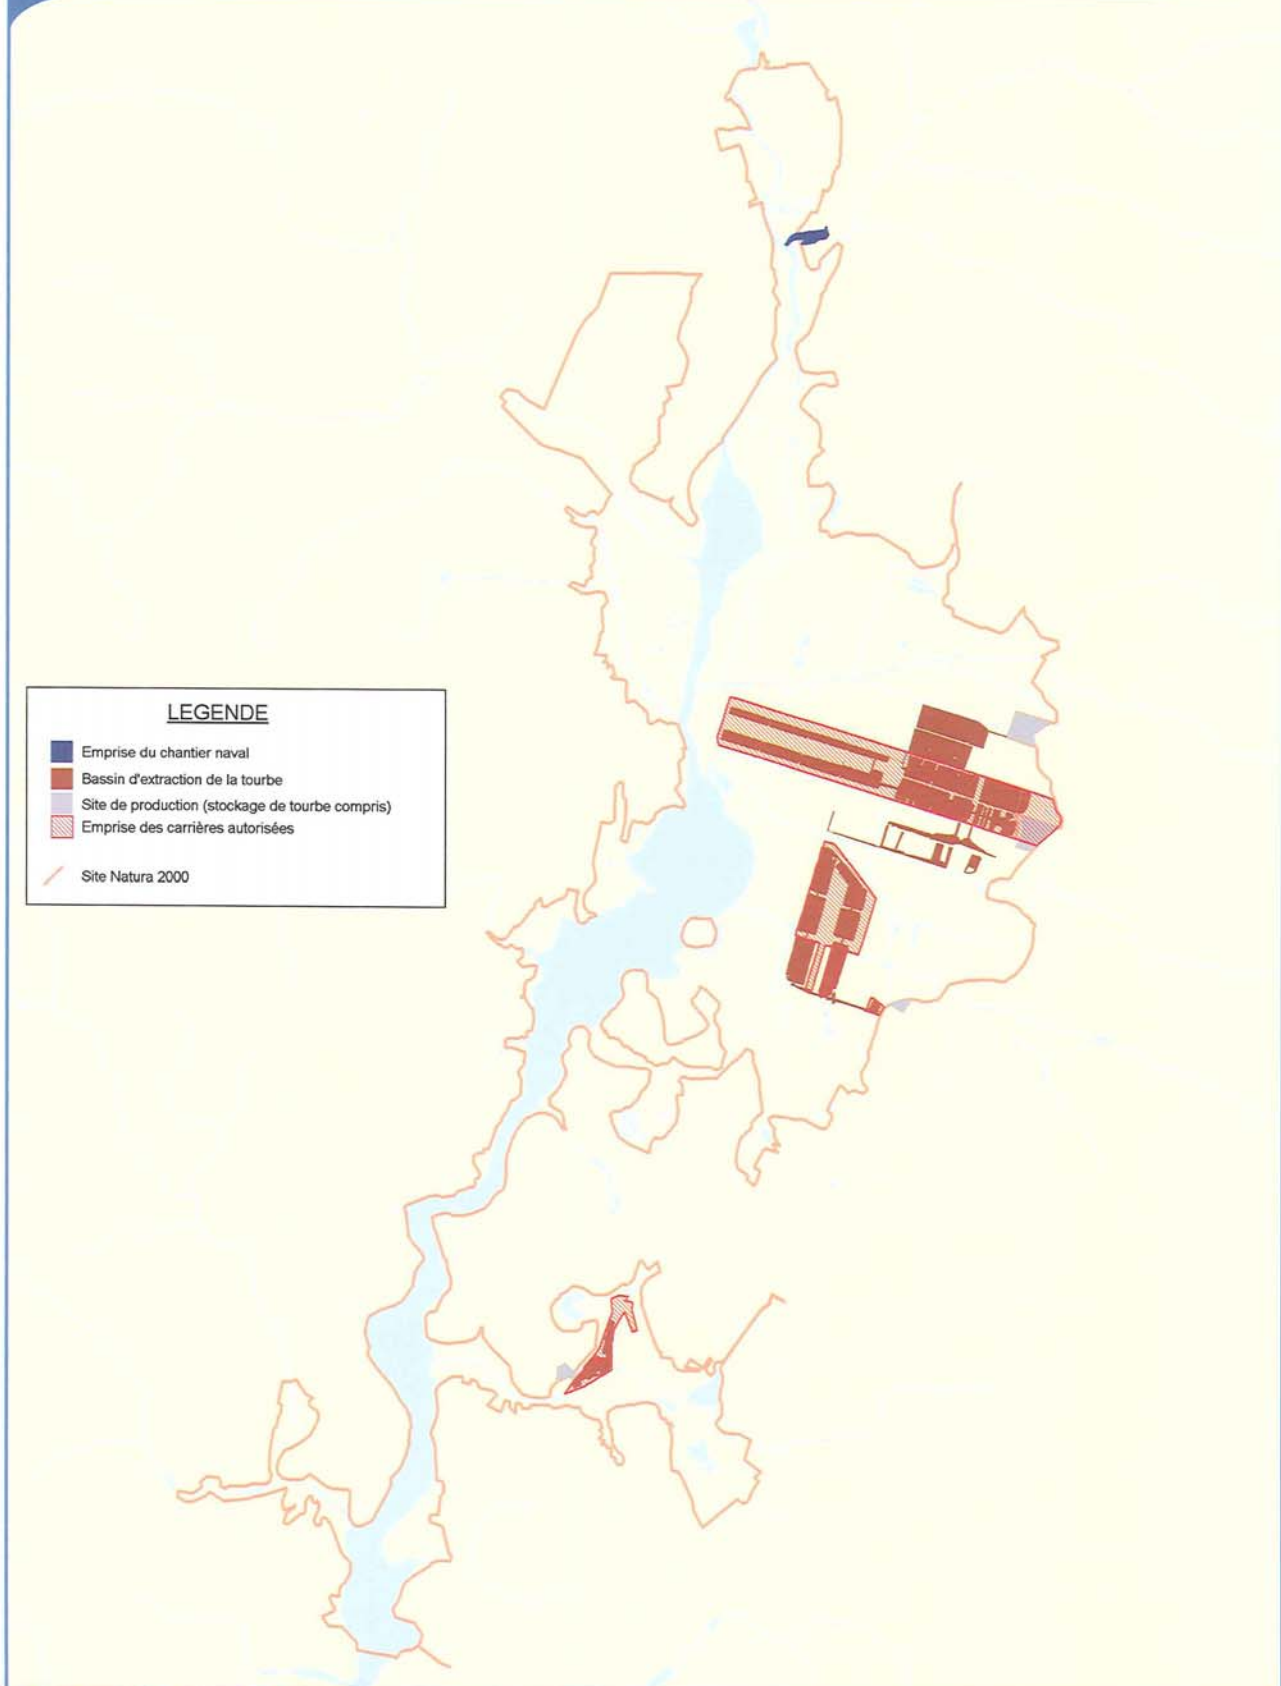 LEGENDE
Emprise du chantier naval
Bassin d'extraction de la tourbe
Site de production (stockage de tourbe compris)
Emprise des carrières autorisées
Site Natura 2000